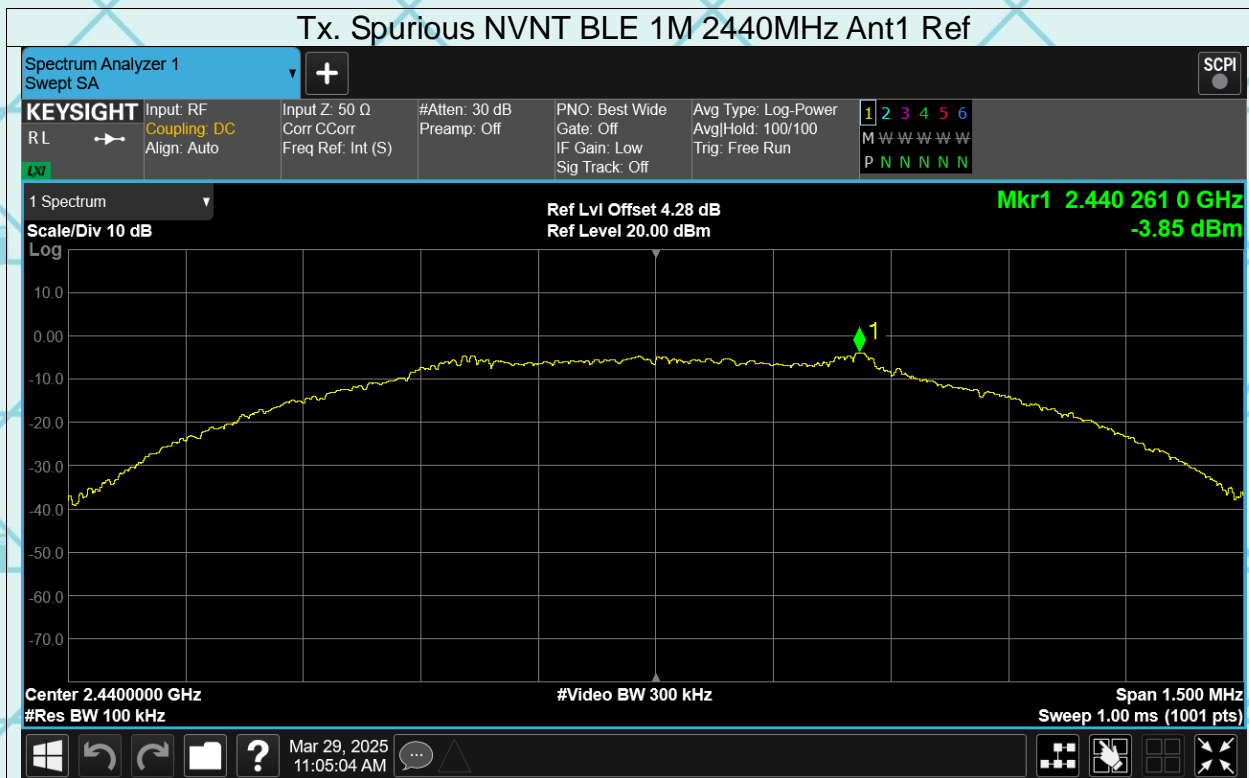 Tx. Spurious NVNT BLE 1M 2440MHz Ant1 Ref
Spectrum Analyzer 1
Swept SA
+
SCPI
KEYSIGHT
RL
LXI
Input: RF
Coupling: DC
Align: Auto
Input Z: 50 Ω
Corr CCorr
Freq Ref: Int (S)
#Atten: 30 dB
Preamp: Off
PNO: Best Wide
Gate: Off
IF Gain: Low
Sig Track: Off
Avg Type: Log-Power
Avg|Hold: 100/100
Trig: Free Run
1 2 3 4 5 6
M W W W W W
P N N N N N
1 Spectrum
Scale/Div 10 dB
Ref Lvl Offset 4.28 dB
Ref Level 20.00 dBm
Mkr1 2.440 261 0 GHz
-3.85 dBm
Log
10.0
0.00
-10.0
-20.0
-30.0
-40.0
-50.0
-60.0
-70.0
1
Center 2.4400000 GHz
#Res BW 100 kHz
#Video BW 300 kHz
Span 1.500 MHz
Sweep 1.00 ms (1001 pts)
?
Mar 29, 2025
11:05:04 AM